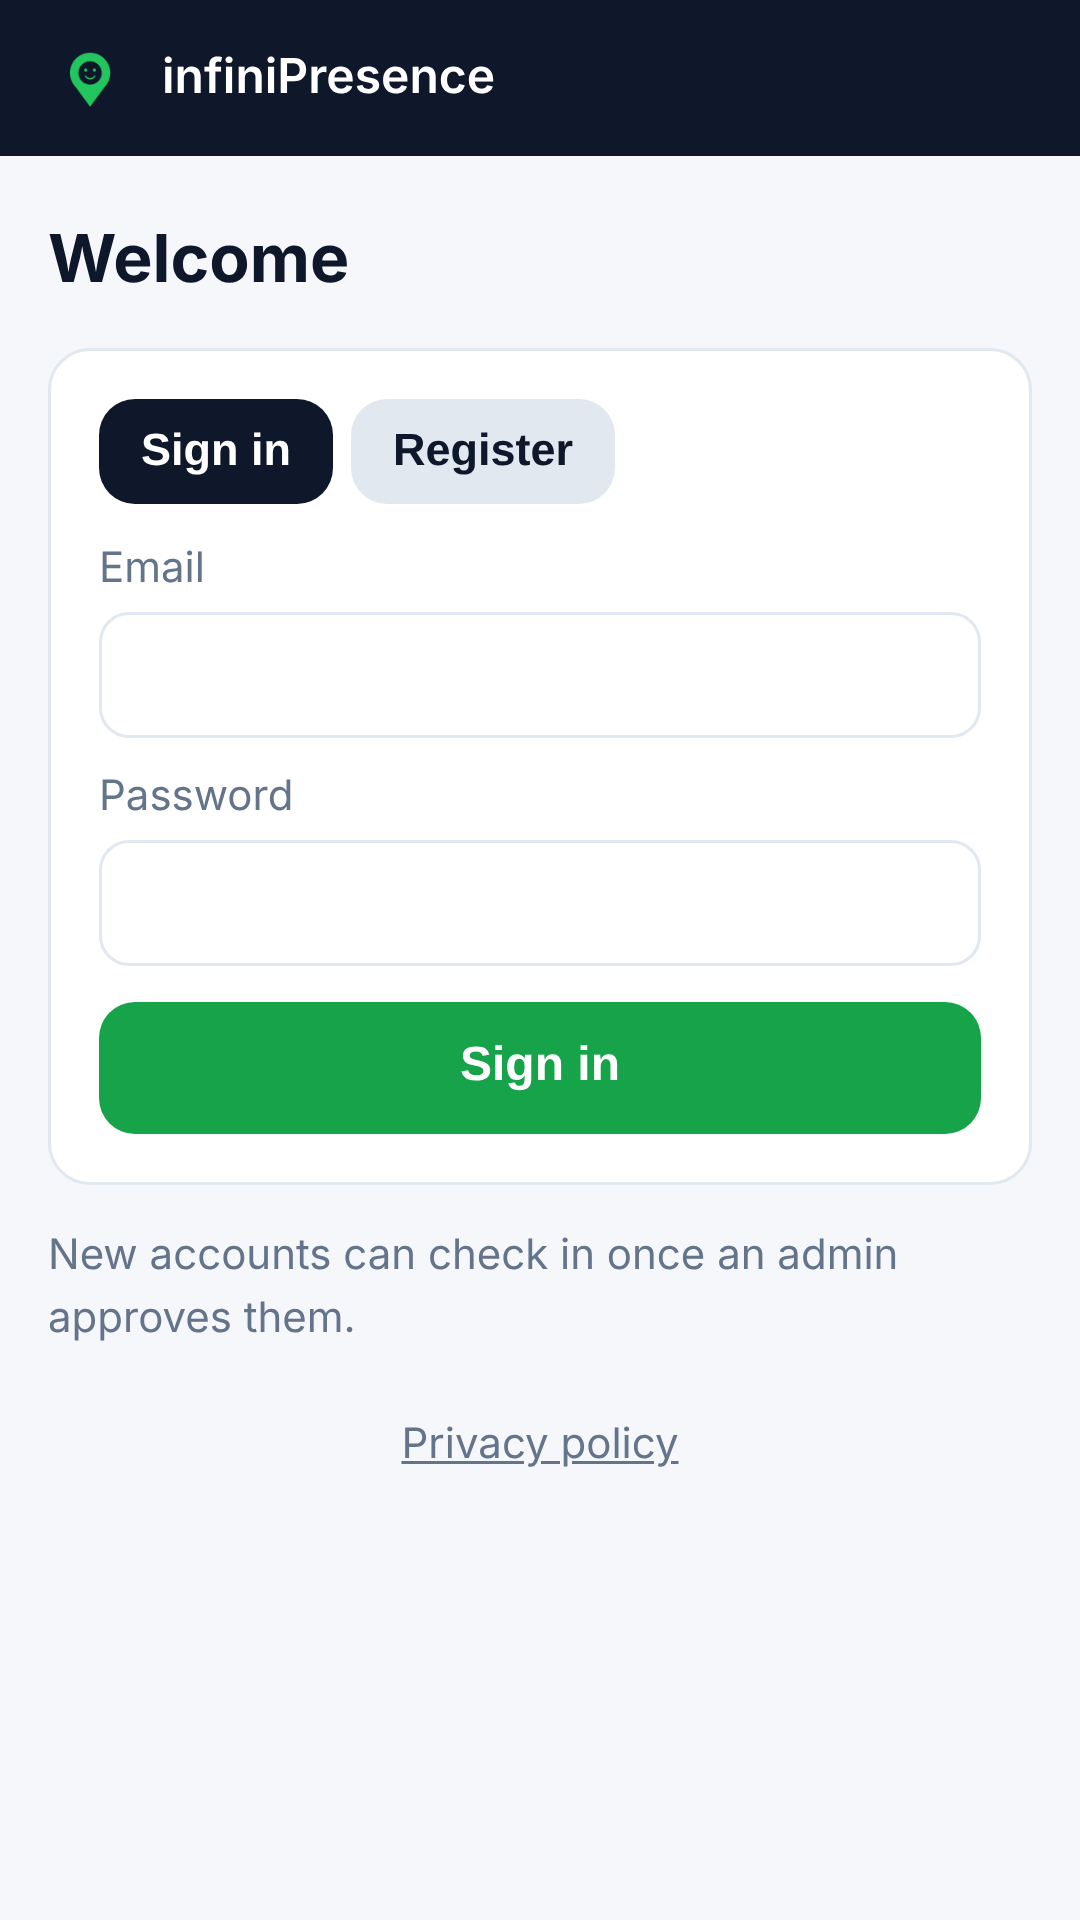 infiniPresence
Welcome
Sign in
Register
Email
Password
Sign in
New accounts can check in once an admin
approves them.
Privacy policy